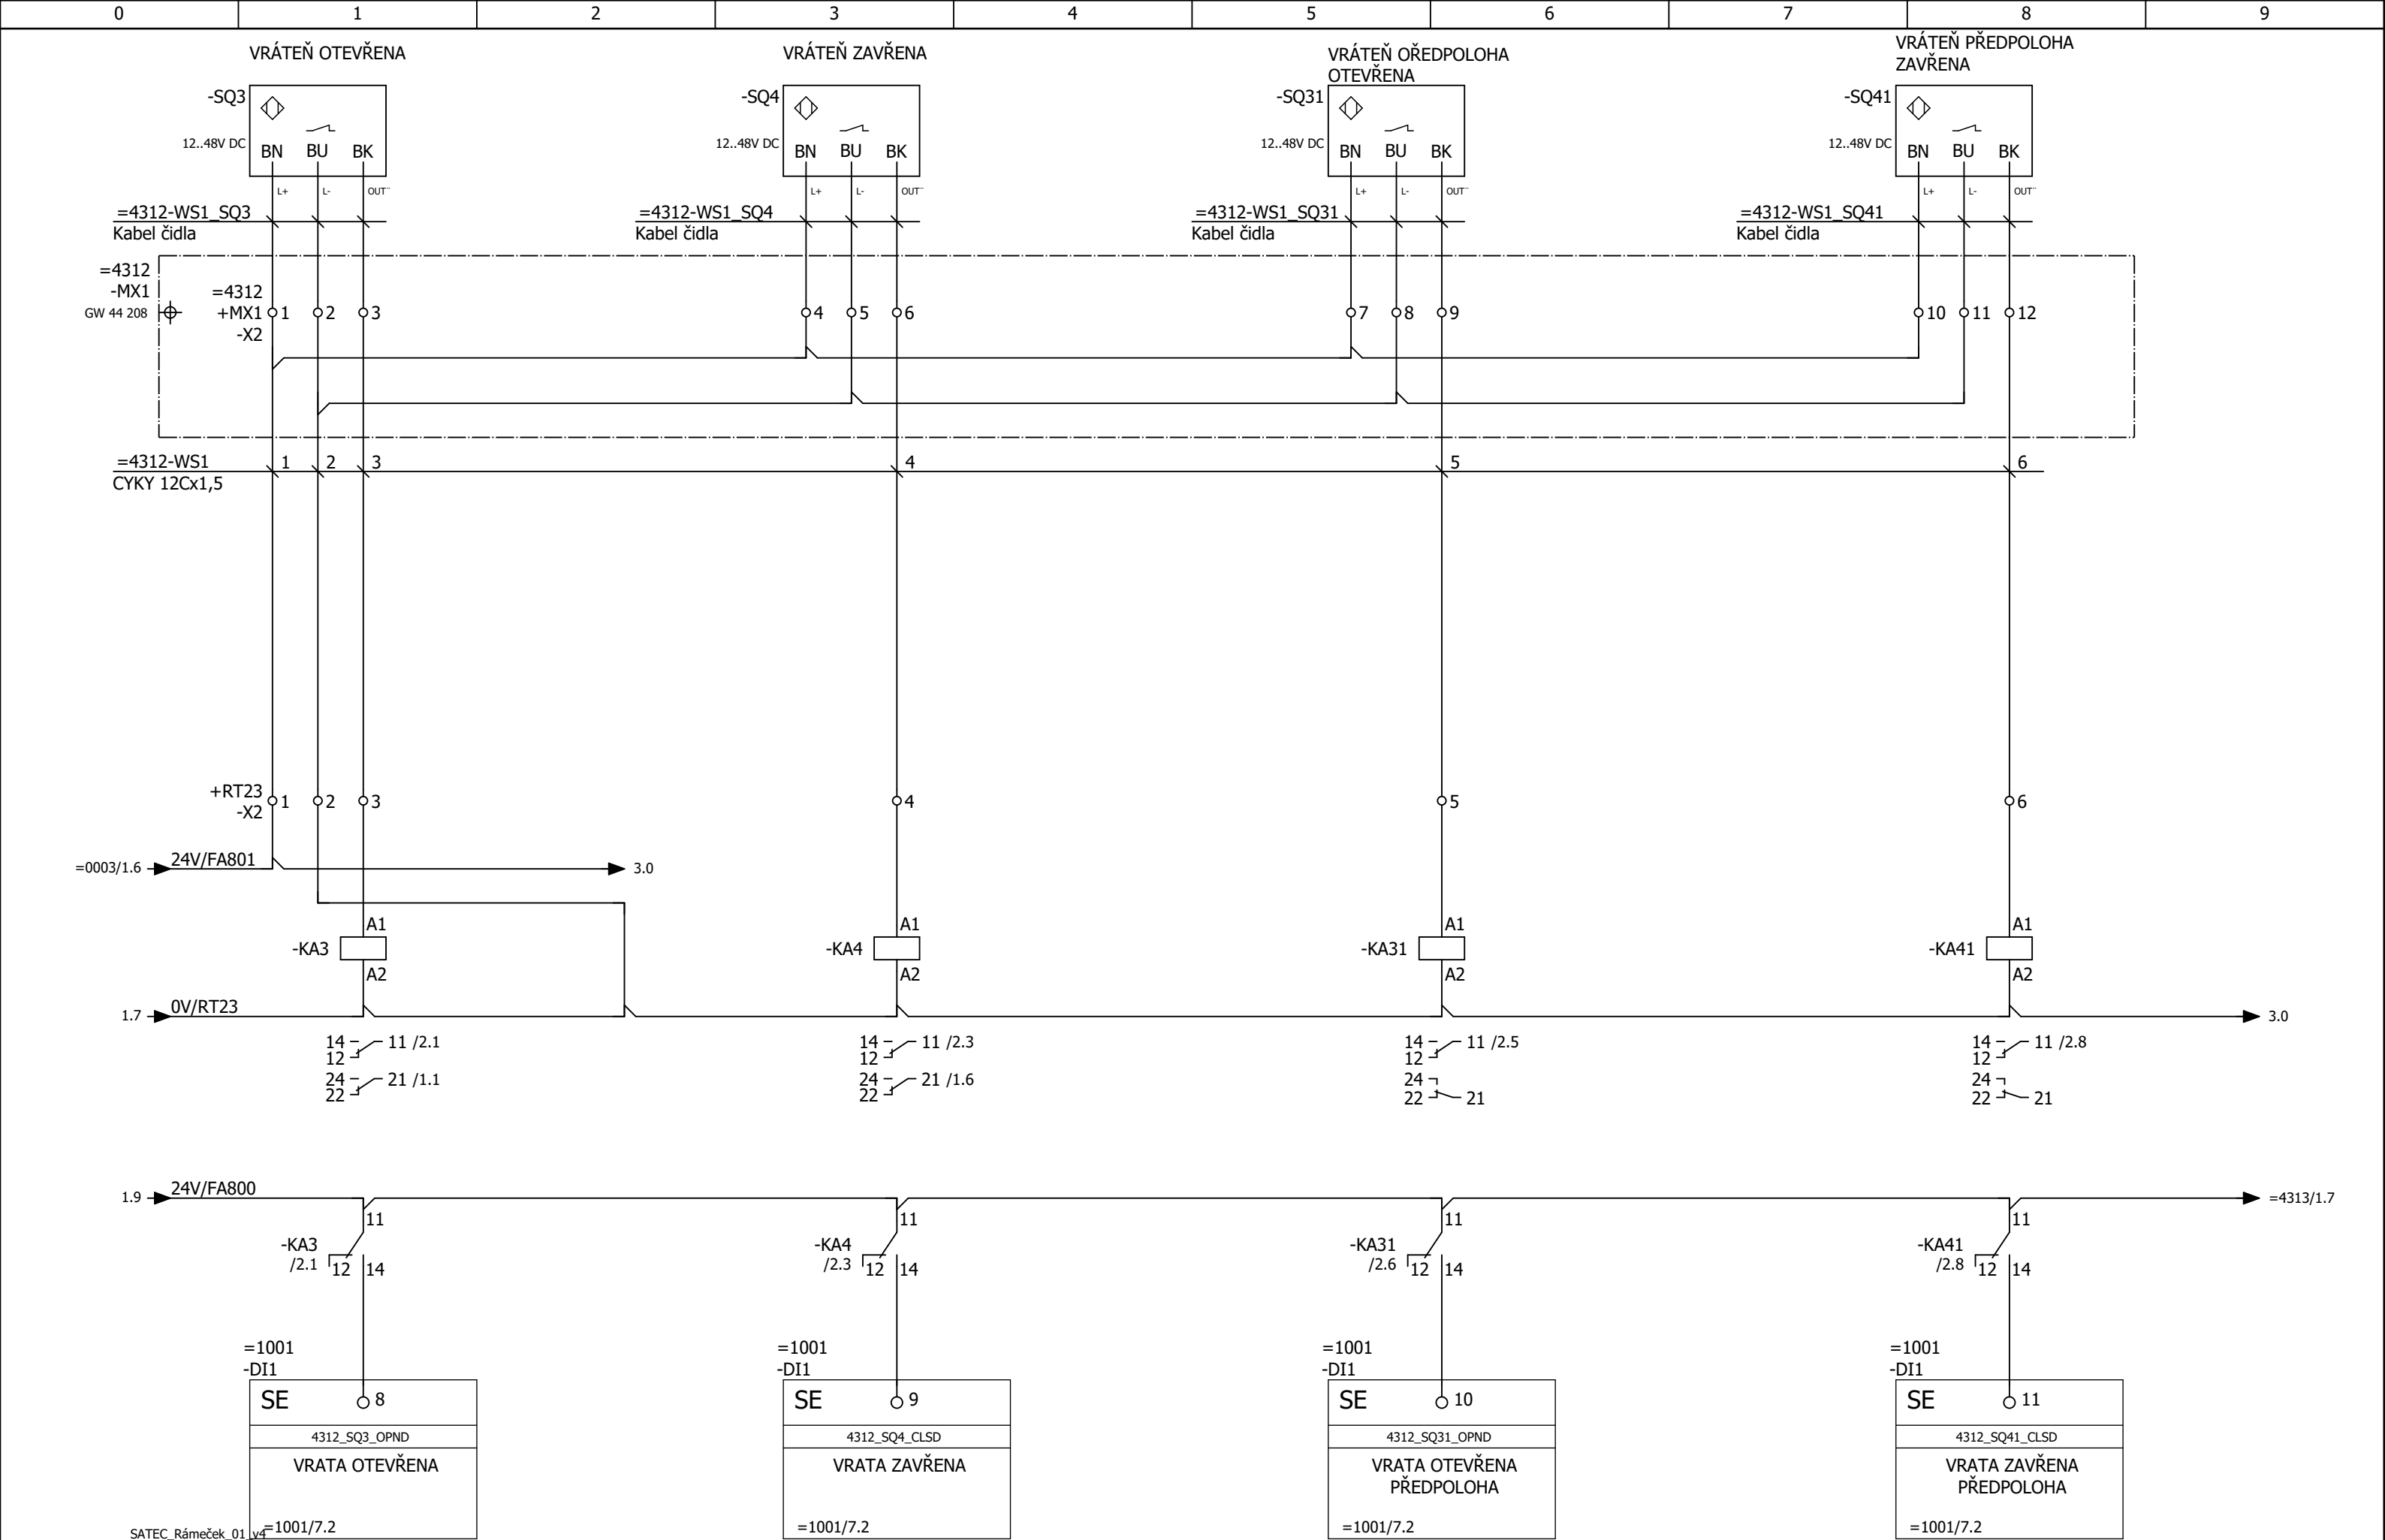 0 1 2 3 4 5 6 7 8 9
VRÁTEŇ OTEVŘENA
VRÁTEŇ ZAVŘENA
VRÁTEŇ OŘEDPOLOHA
OTEVŘENA
VRÁTEŇ PŘEDPOLOHA
ZAVŘENA
-SQ3
12..48V DC
BN BU BK
L+ L- OUT¨
-SQ4
12..48V DC
BN BU BK
L+ L- OUT¨
-SQ31
12..48V DC
BN BU BK
L+ L- OUT¨
-SQ41
12..48V DC
BN BU BK
L+ L- OUT¨
=4312-WS1_SQ3
Kabel čidla
=4312-WS1_SQ4
Kabel čidla
=4312-WS1_SQ31
Kabel čidla
=4312-WS1_SQ41
Kabel čidla
=4312
-MX1
GW 44 208
=4312
+MX1
-X2
1 2 3 4 5 6 7 8 9 10 11 12
=4312-WS1
CYKY 12Cx1,5
1 2 3 4 5 6
+RT23
-X2
1 2 3 4 5 6
=0003/1.6 24V/FA801 3.0
A1
-KA3
A2
A1
-KA4
A2
A1
-KA31
A2
A1
-KA41
A2
1.7 0V/RT23 3.0
14 11 /2.1
12
24 21 /1.1
22
14 11 /2.3
12
24 21 /1.6
22
14 11 /2.5
12
24
22 21
14 11 /2.8
12
24
22 21
1.9 24V/FA800 =4313/1.7
11
-KA3
/2.1 12 14
11
-KA4
/2.3 12 14
11
-KA31
/2.6 12 14
11
-KA41
/2.8 12 14
=1001
-DI1
SE 8
4312_SQ3_OPND
VRATA OTEVŘENA
=1001/7.2
=1001
-DI1
SE 9
4312_SQ4_CLSD
VRATA ZAVŘENA
=1001/7.2
=1001
-DI1
SE 10
4312_SQ31_OPND
VRATA OTEVŘENA
PŘEDPOLOHA
=1001/7.2
=1001
-DI1
SE 11
4312_SQ41_CLSD
VRATA ZAVŘENA
PŘEDPOLOHA
=1001/7.2
SATEC_Rámeček_01_v4